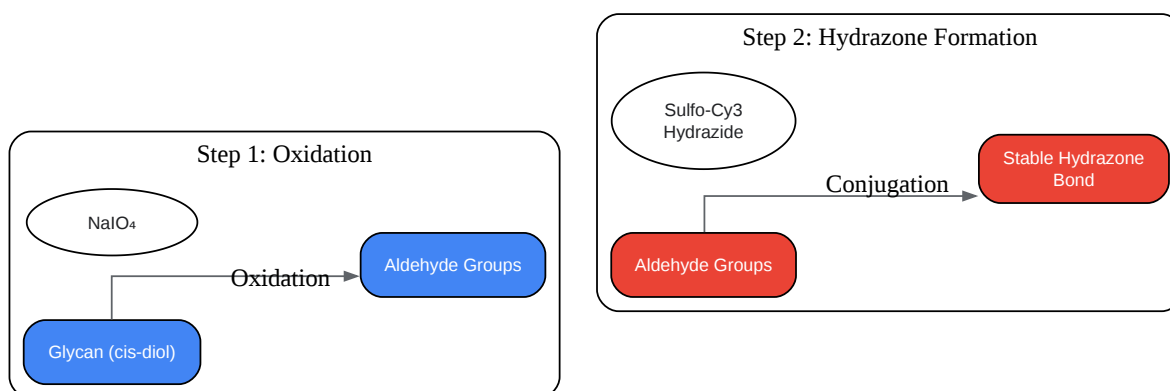 Step 1: Oxidation
NaIO₄
Oxidation
Aldehyde Groups
Glycan (cis-diol)
Step 2: Hydrazone Formation
Sulfo-Cy3
Hydrazide
Stable Hydrazone
Bond
Conjugation
Aldehyde Groups